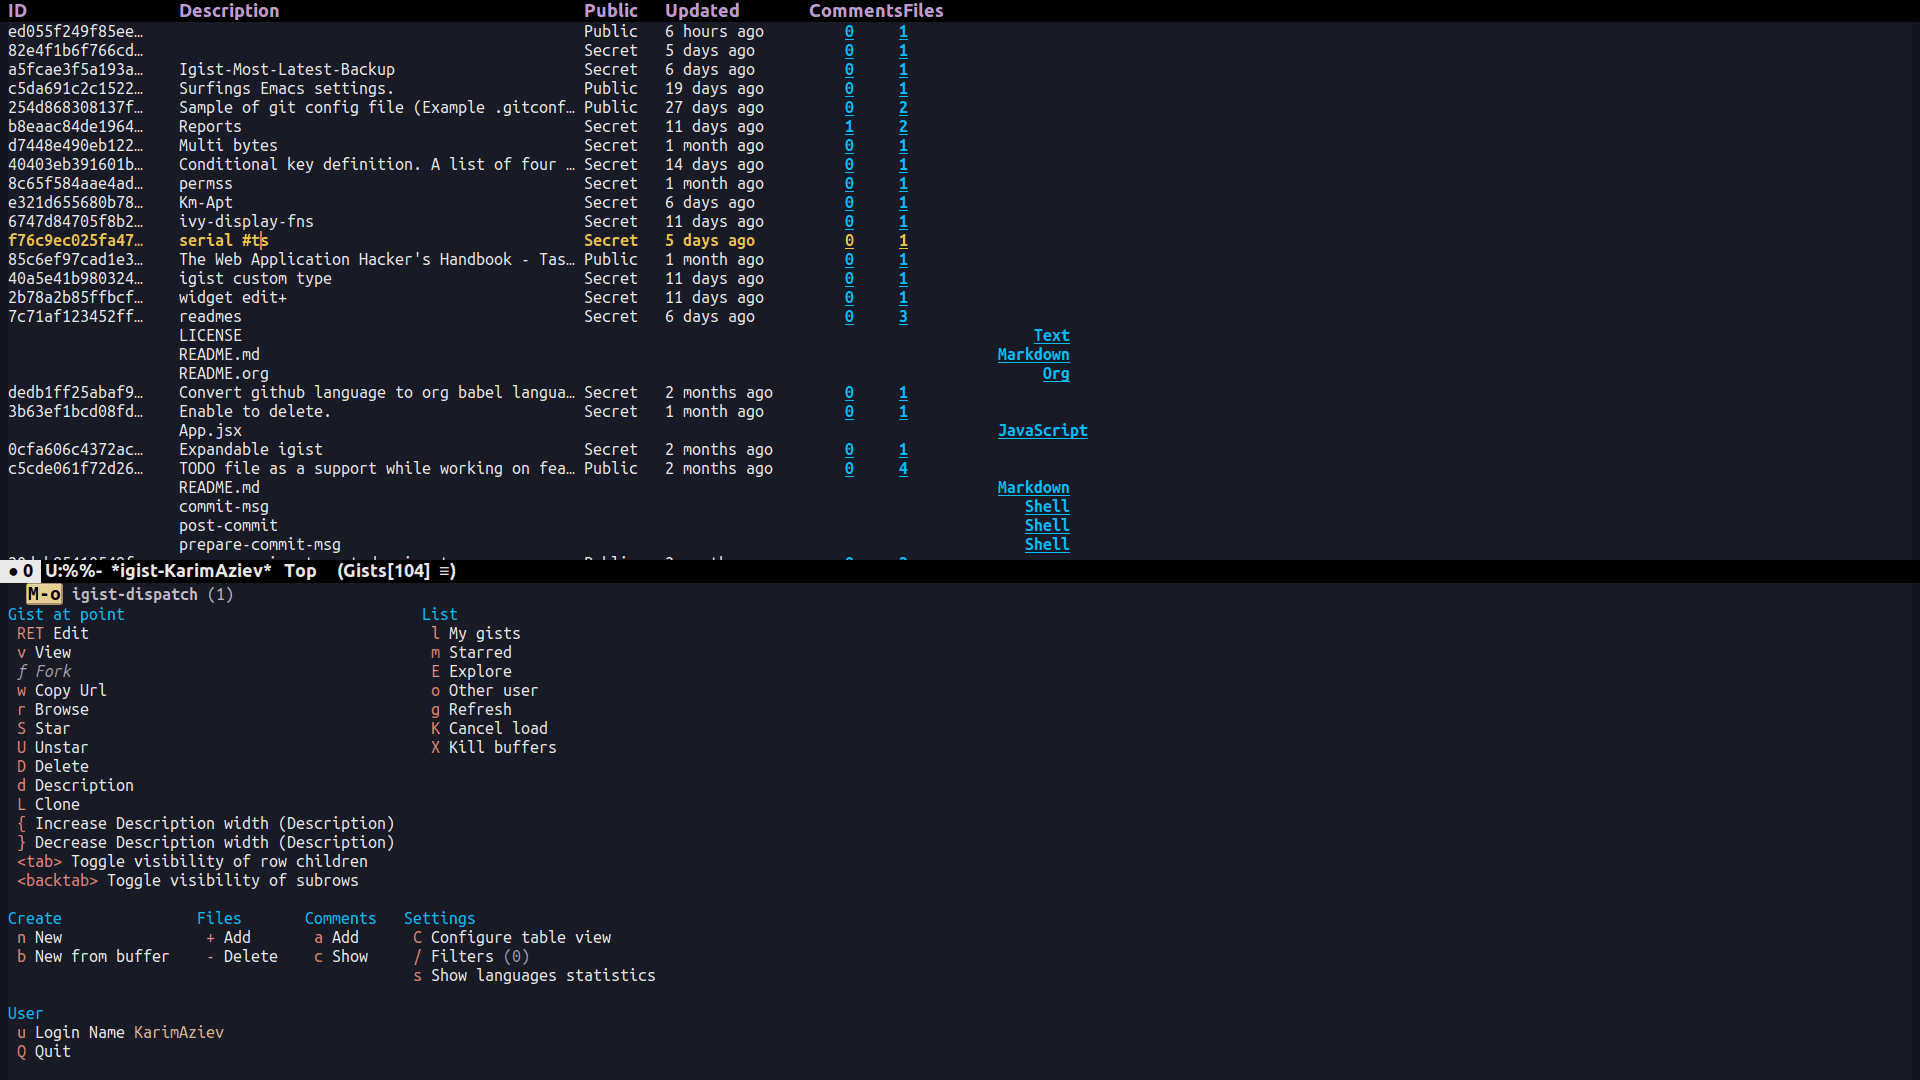 ID Description Public Updated CommentsFiles
ed055f249f85ee… Public 6 hours ago 0 1
82e4f1b6f766cd… Secret 5 days ago 0 1
a5fcae3f5a193a… Igist-Most-Latest-Backup Secret 6 days ago 0 1
c5da691c2c1522… Surfings Emacs settings. Public 19 days ago 0 1
254d868308137f… Sample of git config file (Example .gitconf… Public 27 days ago 0 2
b8eaac84de1964… Reports Secret 11 days ago 1 2
d7448e490eb122… Multi bytes Secret 1 month ago 0 1
40403eb391601b… Conditional key definition. A list of four … Secret 14 days ago 0 1
8c65f584aae4ad… permss Secret 1 month ago 0 1
e321d655680b78… Km-Apt Secret 6 days ago 0 1
6747d84705f8b2… ivy-display-fns Secret 11 days ago 0 1
f76c9ec025fa47… serial #ts Secret 5 days ago 0 1
85c6ef97cad1e3… The Web Application Hacker's Handbook - Tas… Public 1 month ago 0 1
40a5e41b980324… igist custom type Secret 11 days ago 0 1
2b78a2b85ffbcf… widget edit+ Secret 11 days ago 0 1
7c71af123452ff… readmes Secret 6 days ago 0 3
LICENSE Text
README.md Markdown
README.org Org
dedb1ff25abaf9… Convert github language to org babel langua… Secret 2 months ago 0 1
3b63ef1bcd08fd… Enable to delete. Secret 1 month ago 0 1
App.jsx JavaScript
0cfa606c4372ac… Expandable igist Secret 2 months ago 0 1
c5cde061f72d26… TODO file as a support while working on fea… Public 2 months ago 0 4
README.md Markdown
commit-msg Shell
post-commit Shell
prepare-commit-msg Shell
● 0 U:%%- *igist-KarimAziev* Top (Gists[104] ≡)
M-o igist-dispatch (1)
Gist at point List
RET Edit l My gists
v View m Starred
f Fork E Explore
w Copy Url o Other user
r Browse g Refresh
S Star K Cancel load
U Unstar X Kill buffers
D Delete
d Description
L Clone
{ Increase Description width (Description)
} Decrease Description width (Description)
<tab> Toggle visibility of row children
<backtab> Toggle visibility of subrows
Create Files Comments Settings
n New + Add a Add C Configure table view
b New from buffer - Delete c Show / Filters (0)
s Show languages statistics
User
u Login Name KarimAziev
Q Quit